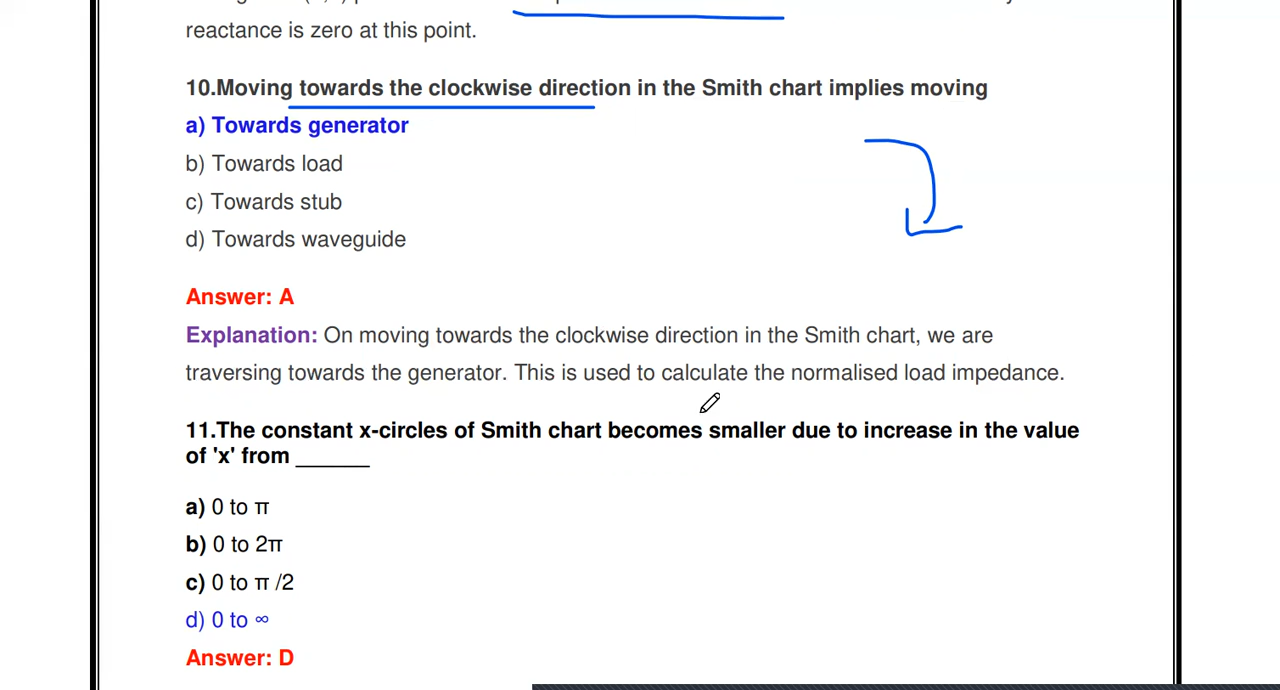 reactance is zero at this point.
10.Moving towards the clockwise direction in the Smith chart implies moving
a) Towards generator
b) Towards load
c) Towards stub
d) Towards waveguide
Answer: A
Explanation: On moving towards the clockwise direction in the Smith chart, we are
traversing towards the generator. This is used to calculate the normalised load impedance.
11.The constant x-circles of Smith chart becomes smaller due to increase in the value
of 'x' from ______
a) 0 to π
b) 0 to 2π
c) 0 to π /2
d) 0 to ∞
Answer: D